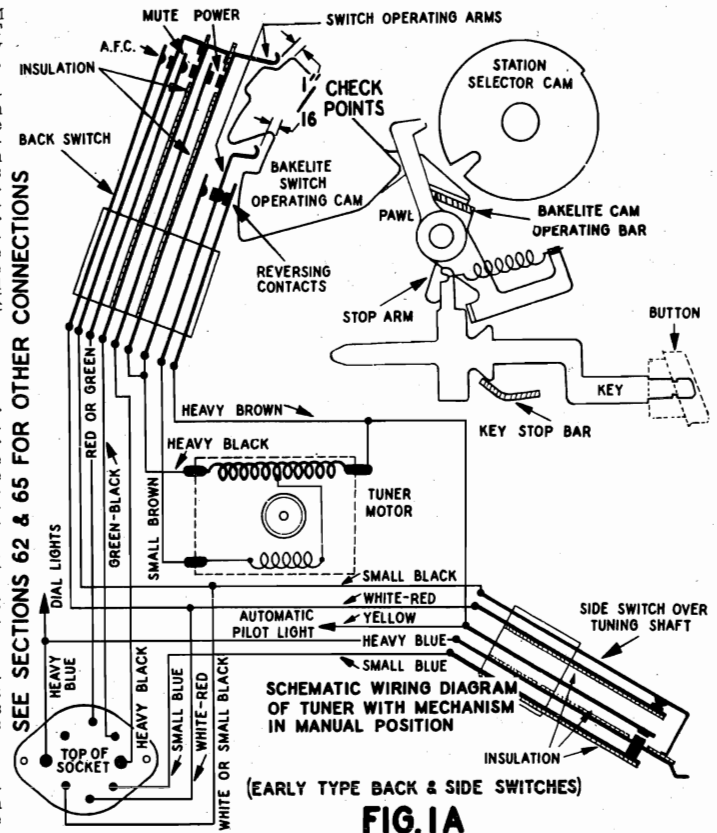 MUTE POWER
SWITCH OPERATING ARMS
A.F.C.
INSULATION
1
16
CHECK
POINTS
STATION
SELECTOR CAM
BACK SWITCH
BAKELITE
SWITCH
OPERATING CAM
PAWL
BAKELITE CAM
OPERATING BAR
REVERSING
CONTACTS
STOP ARM
BUTTON
KEY
KEY STOP BAR
SEE SECTIONS 62 & 65 FOR OTHER CONNECTIONS
RED OR GREEN
HEAVY BROWN
HEAVY BLACK
TUNER
MOTOR
GREEN-BLACK
SMALL BROWN
DIAL LIGHTS
SMALL BLACK
WHITE-RED
AUTOMATIC
PILOT LIGHT
YELLOW
HEAVY BLUE
SMALL BLUE
SIDE SWITCH OVER
TUNING SHAFT
HEAVY
BLUE
HEAVY BLACK
SMALL BLUE
WHITE-RED
WHITE OR SMALL BLACK
TOP OF
SOCKET
SCHEMATIC WIRING DIAGRAM
OF TUNER WITH MECHANISM
IN MANUAL POSITION
INSULATION
(EARLY TYPE BACK & SIDE SWITCHES)
FIG. 1A